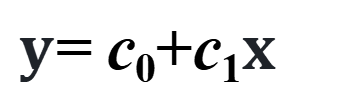 y= c₀+c₁x